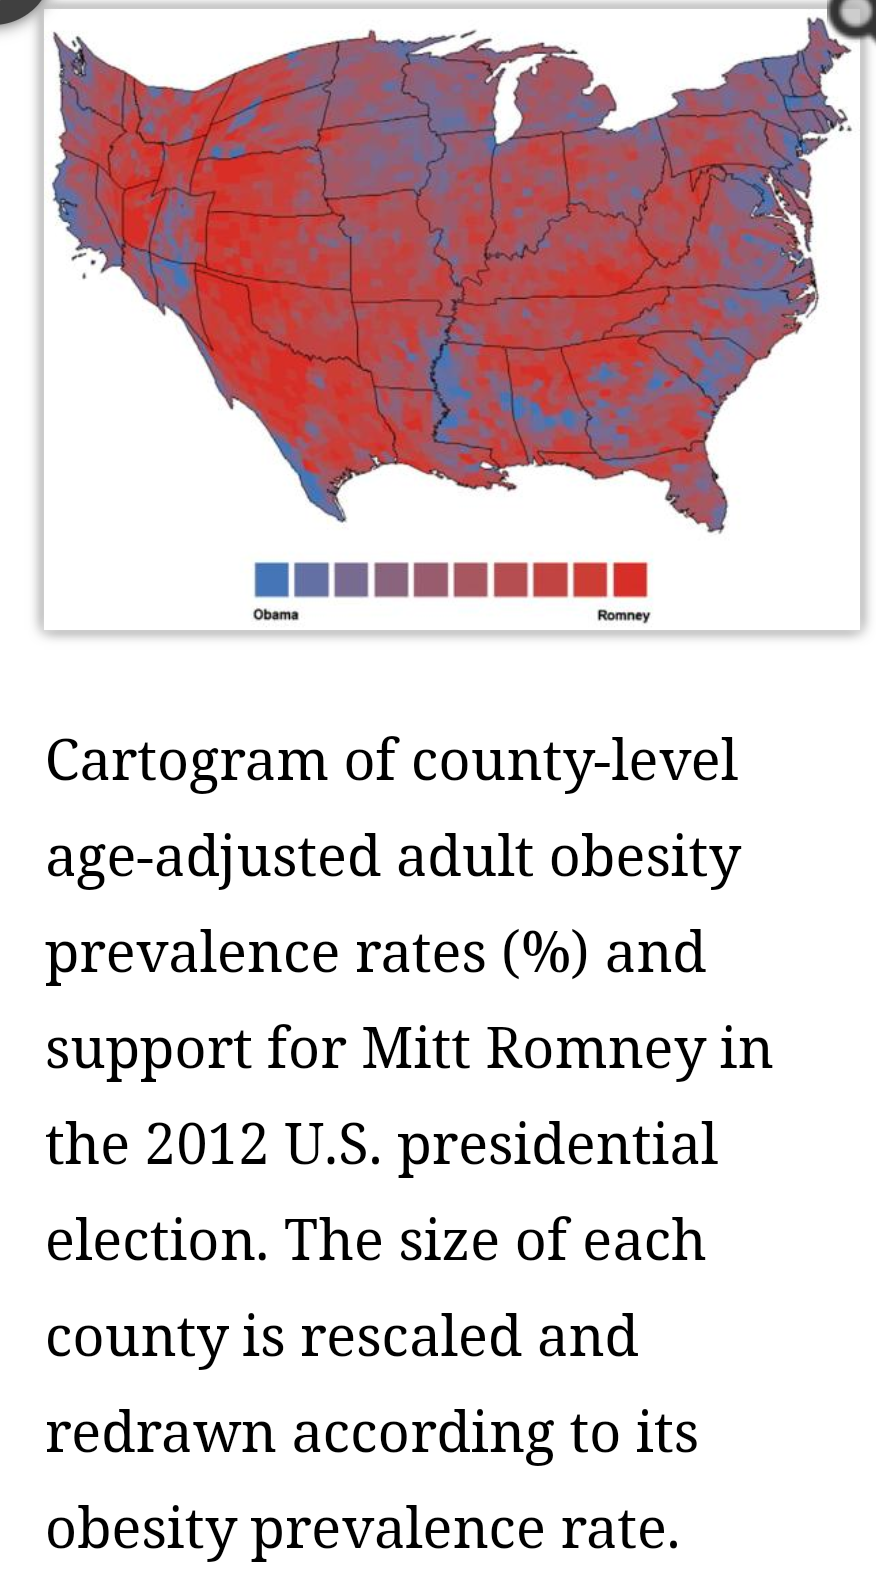 Obama Romney
Cartogram of county-level
age-adjusted adult obesity
prevalence rates (%) and
support for Mitt Romney in
the 2012 U.S. presidential
election. The size of each
county is rescaled and
redrawn according to its
obesity prevalence rate.